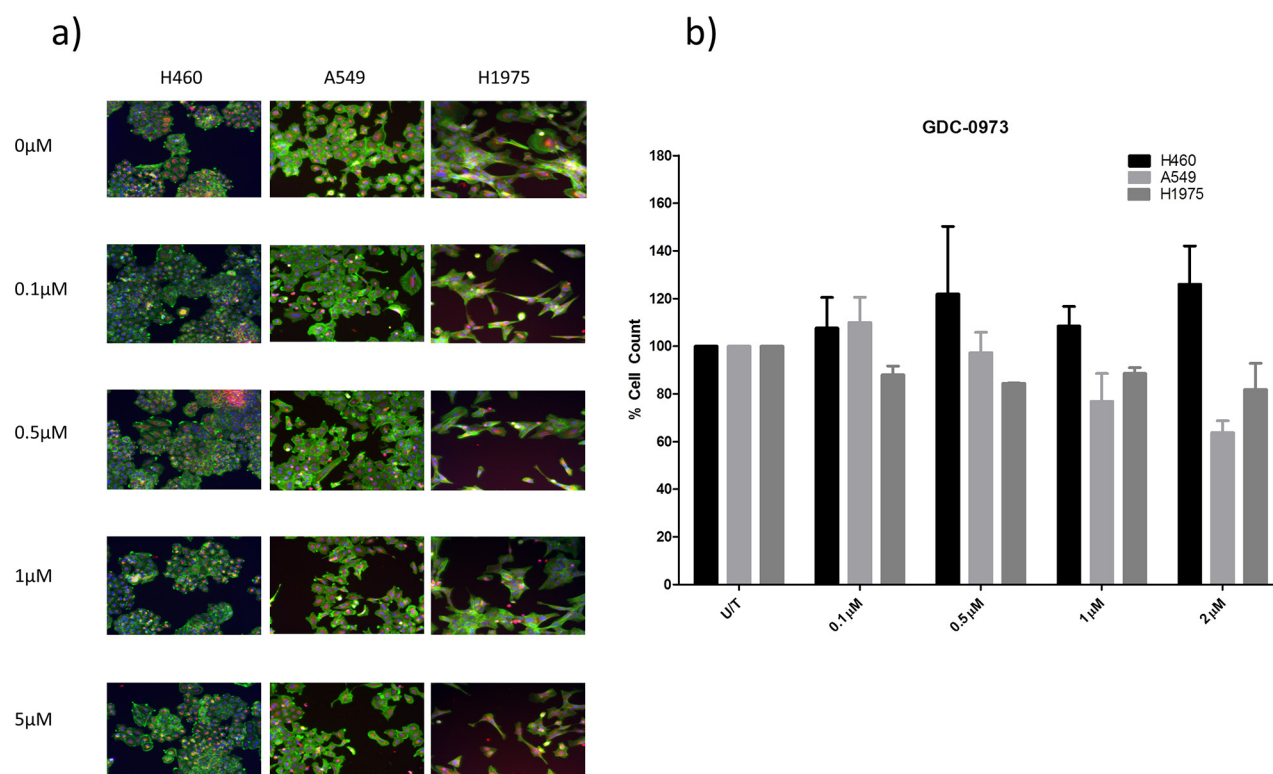 a)
H460 A549 H1975
0µM
0.1µM
0.5µM
1µM
5µM
b)
GDC-0973
H460
A549
H1975
% Cell Count
180
160
140
120
100
80
60
40
20
0
U/T 0.1µM 0.5µM 1µM 2µM